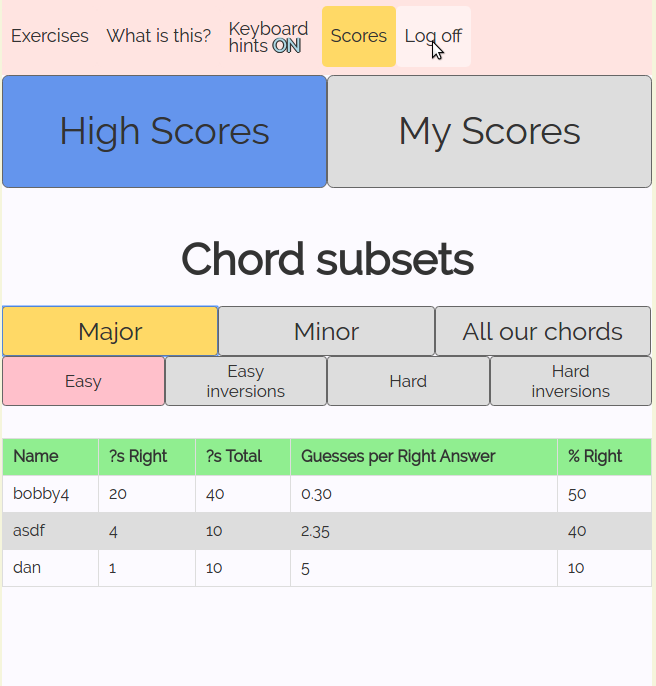 Exercises What is this? Keyboard hints ON Scores Log off
High Scores My Scores
Chord subsets
Major Minor All our chords
Easy Easy inversions Hard Hard inversions
Name ?s Right ?s Total Guesses per Right Answer % Right
bobby4 20 40 0.30 50
asdf 4 10 2.35 40
dan 1 10 5 10